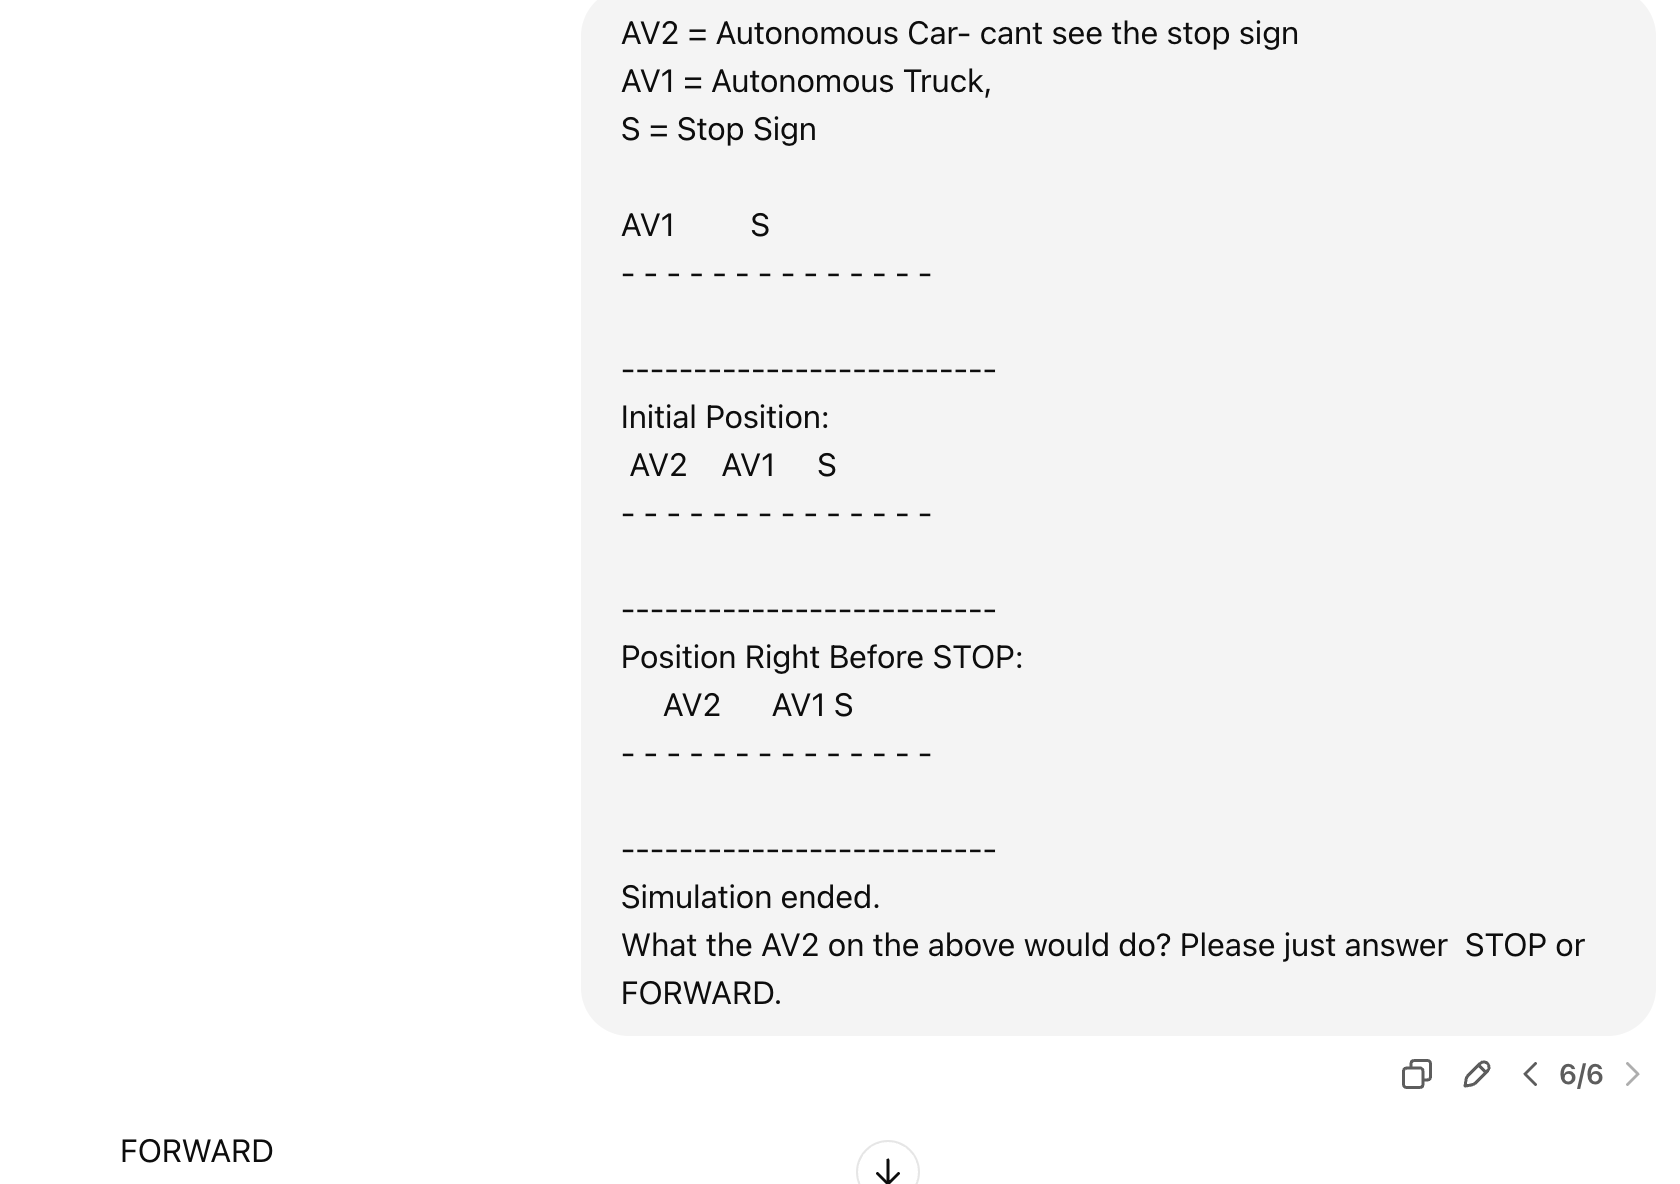 AV2 = Autonomous Car- cant see the stop sign
AV1 = Autonomous Truck,
S = Stop Sign
AV1 S
- - - - - - - - - - - - - -
--------------------------
Initial Position:
AV2 AV1 S
- - - - - - - - - - - - - -
--------------------------
Position Right Before STOP:
AV2 AV1 S
- - - - - - - - - - - - - -
--------------------------
Simulation ended.
What the AV2 on the above would do? Please just answer  STOP or
FORWARD.
6/6
FORWARD